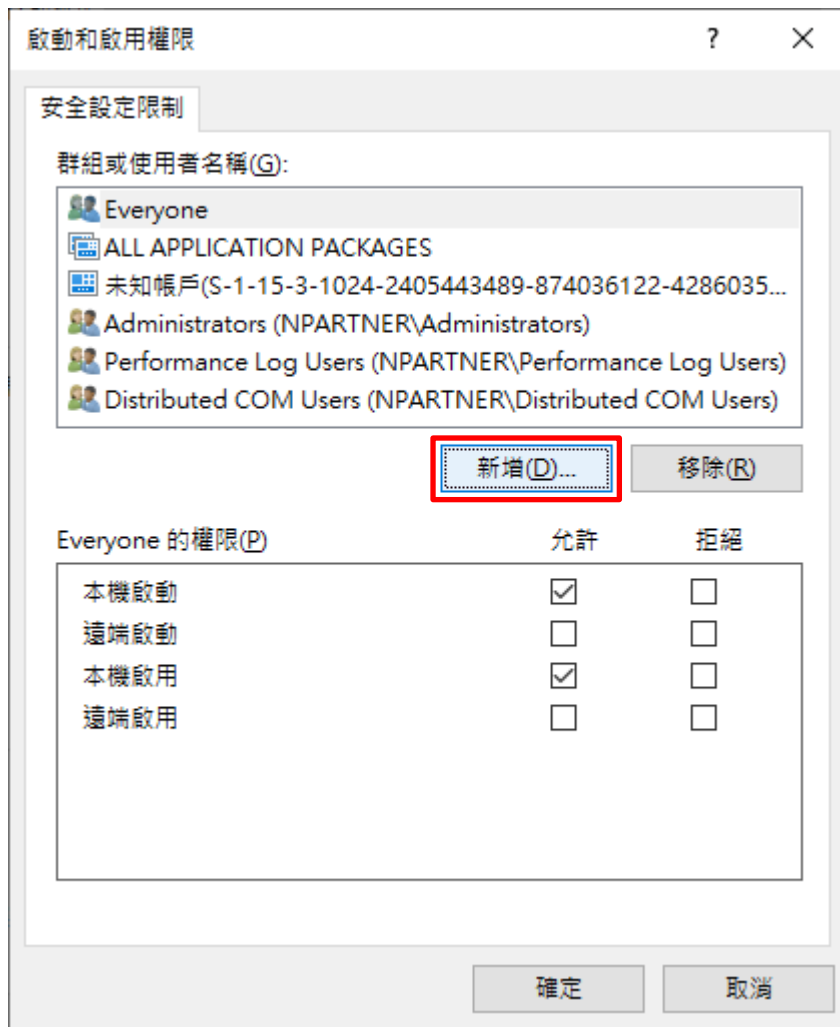 啟動和啟用權限 ?
安全設定限制
群組或使用者名稱(G):
Everyone
ALL APPLICATION PACKAGES
未知帳戶(S-1-15-3-1024-2405443489-874036122-4286035...
Administrators (NPARTNER\Administrators)
Performance Log Users (NPARTNER\Performance Log Users)
Distributed COM Users (NPARTNER\Distributed COM Users)
新增(D)... 移除(R)
Everyone 的權限(P) 允許 拒絕
本機啟動
遠端啟動
本機啟用
遠端啟用
確定 取消